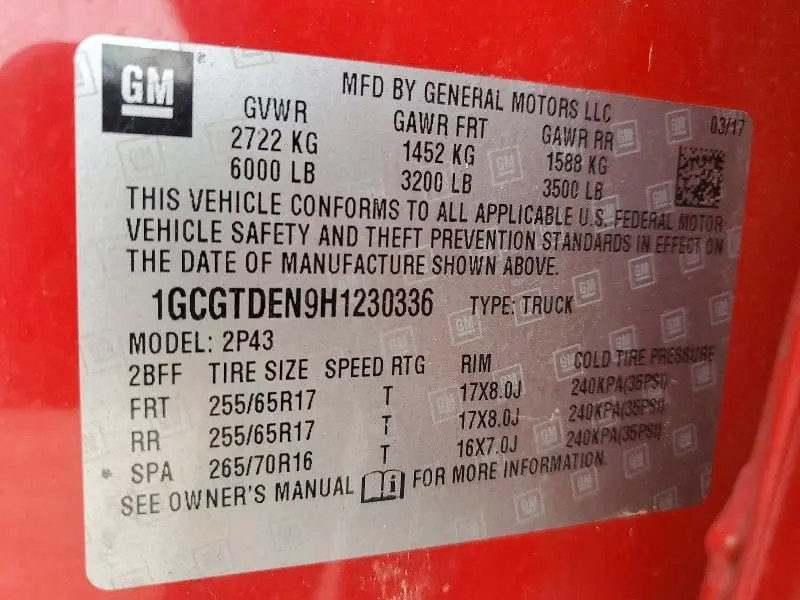 GM
MFD BY GENERAL MOTORS LLC
03/17
GVWR GAWR FRT GAWR RR
2722 KG 1452 KG 1588 KG
6000 LB 3200 LB 3500 LB
THIS VEHICLE CONFORMS TO ALL APPLICABLE U.S. FEDERAL MOTOR
VEHICLE SAFETY AND THEFT PREVENTION STANDARDS IN EFFECT ON
THE DATE OF MANUFACTURE SHOWN ABOVE.
1GCGTDEN9H1230336 TYPE: TRUCK
MODEL: 2P43
2BFF TIRE SIZE SPEED RTG RIM COLD TIRE PRESSURE
FRT 255/65R17 T 17X8.0J 240KPA(35PSI)
RR 255/65R17 T 17X8.0J 240KPA(35PSI)
SPA 265/70R16 T 16X7.0J 240KPA(35PSI)
SEE OWNER'S MANUAL i FOR MORE INFORMATION.